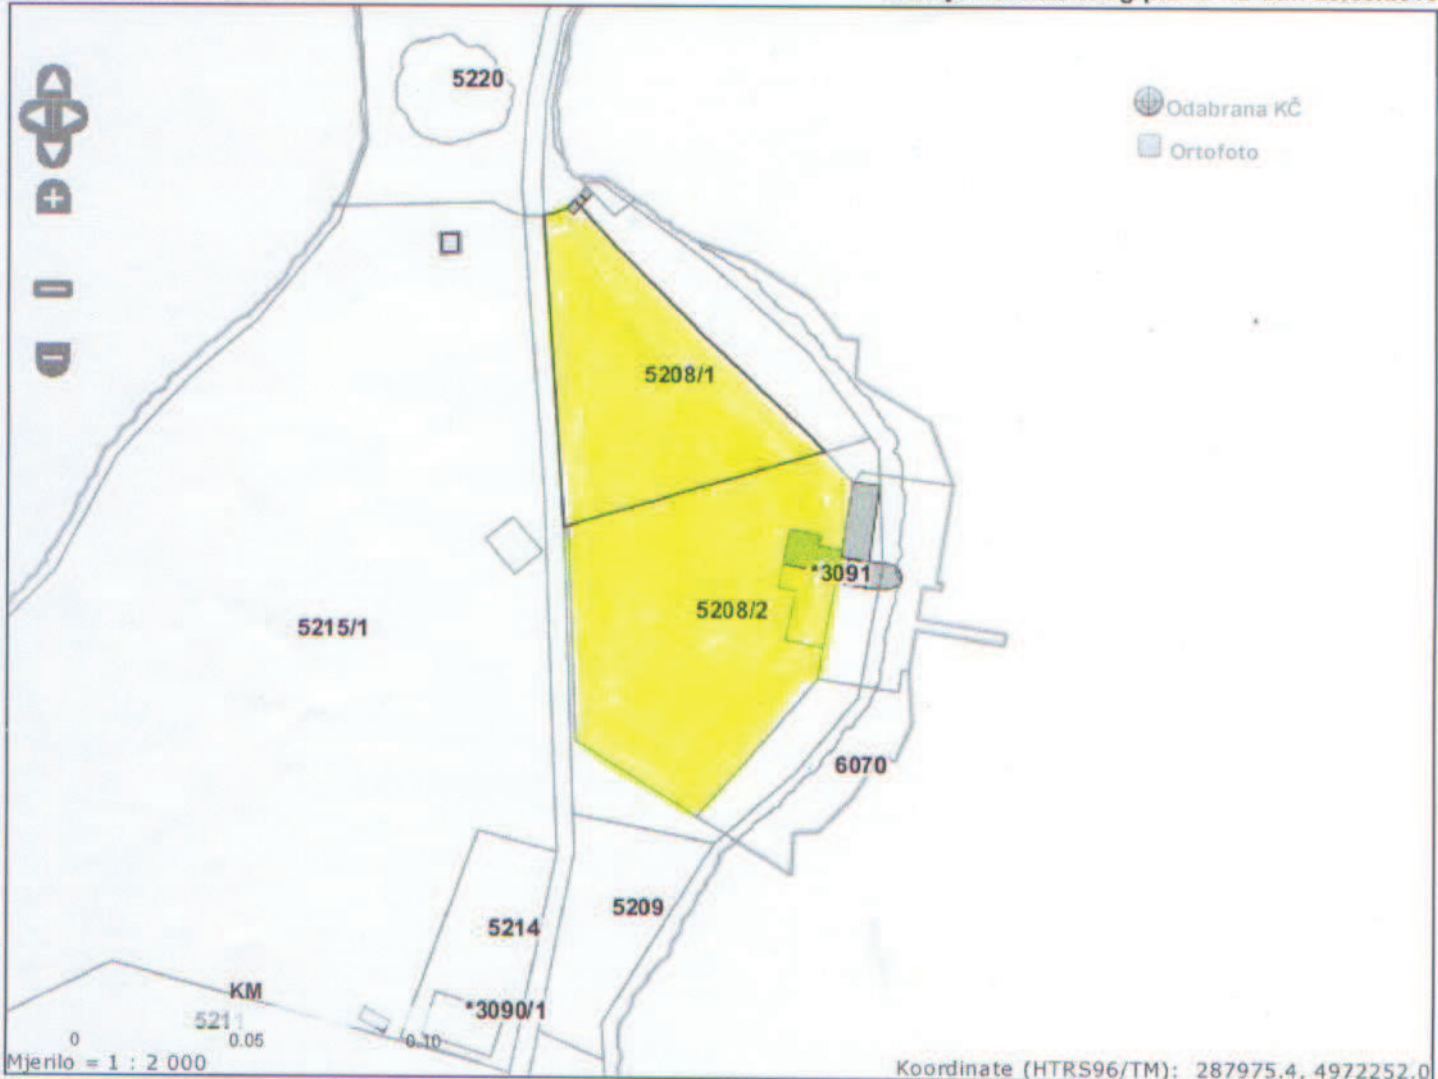 5220
Odabrana KČ
Ortofoto
5208/1
*3091
5208/2
5215/1
6070
5209
5214
KM
*3090/1
5211
0 0.05 0.10
Mjerilo = 1 : 2 000
Koordinate (HTRS96/TM): 287975.4, 4972252.0